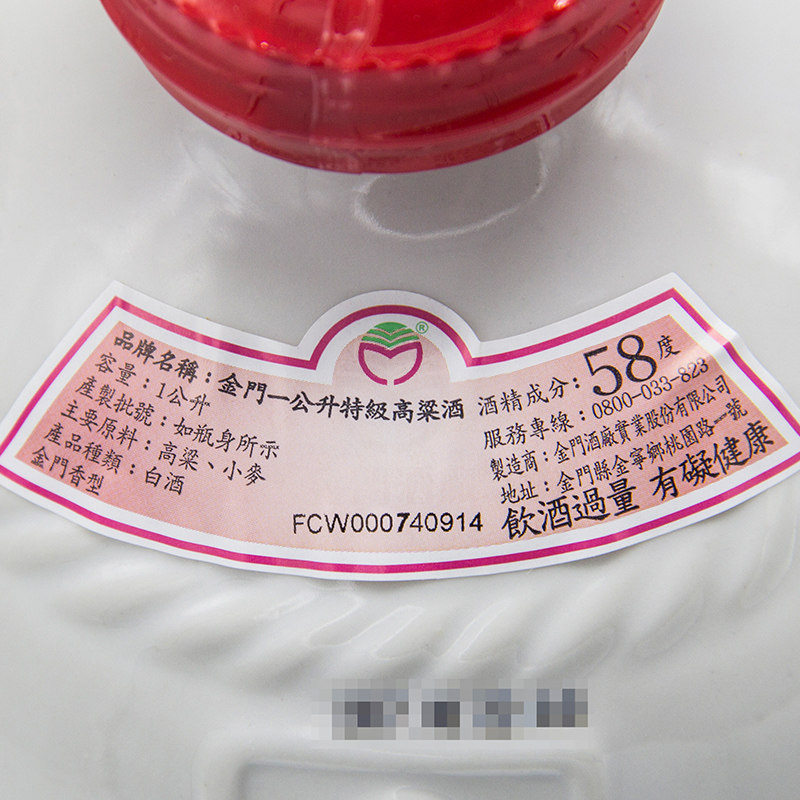 品牌名稱：金門一公升特級高粱酒
容量：1公升
產製批號：如瓶身所示
主要原料：高粱、小麥
產品種類：白酒
金門香型
®
酒精成分：58度
服務專線：0800-033-823
製造商：金門酒廠實業股份有限公司
地址：金門縣金寧鄉桃園路一號
FCW000740914
飲酒過量 有礙健康